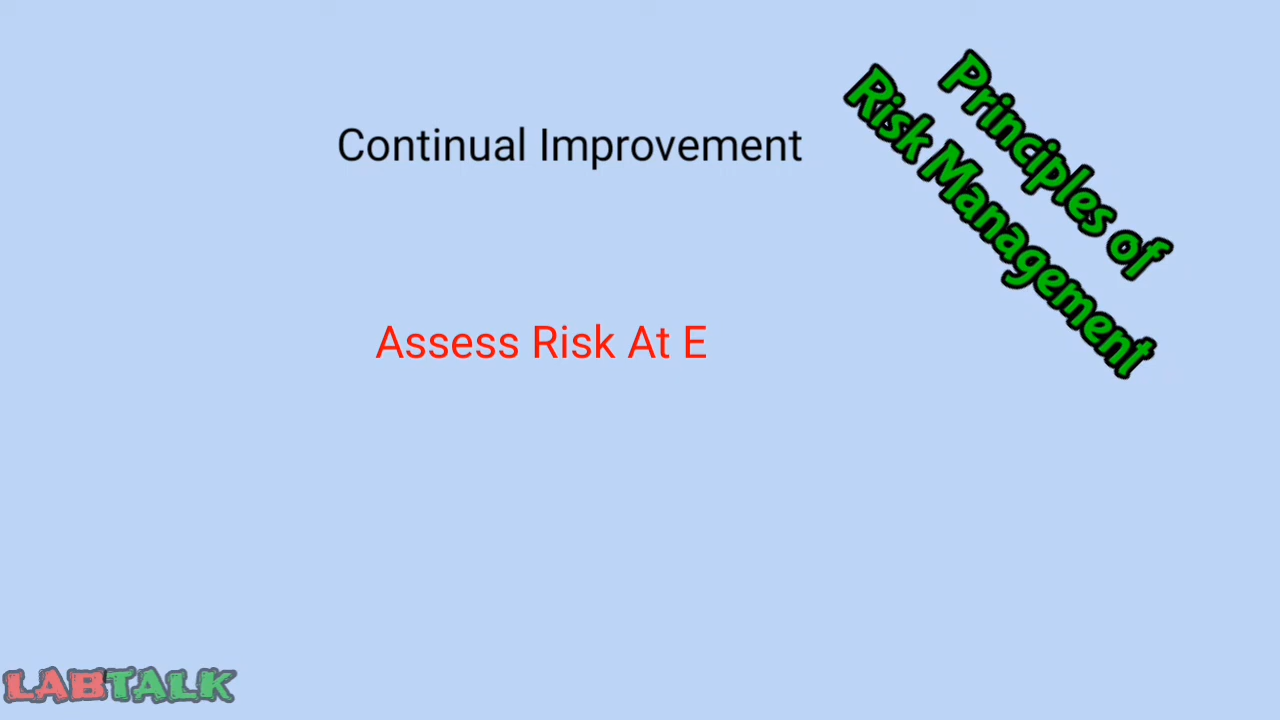 Principles of
Risk Management
Continual Improvement
Assess Risk At E
LABTALK